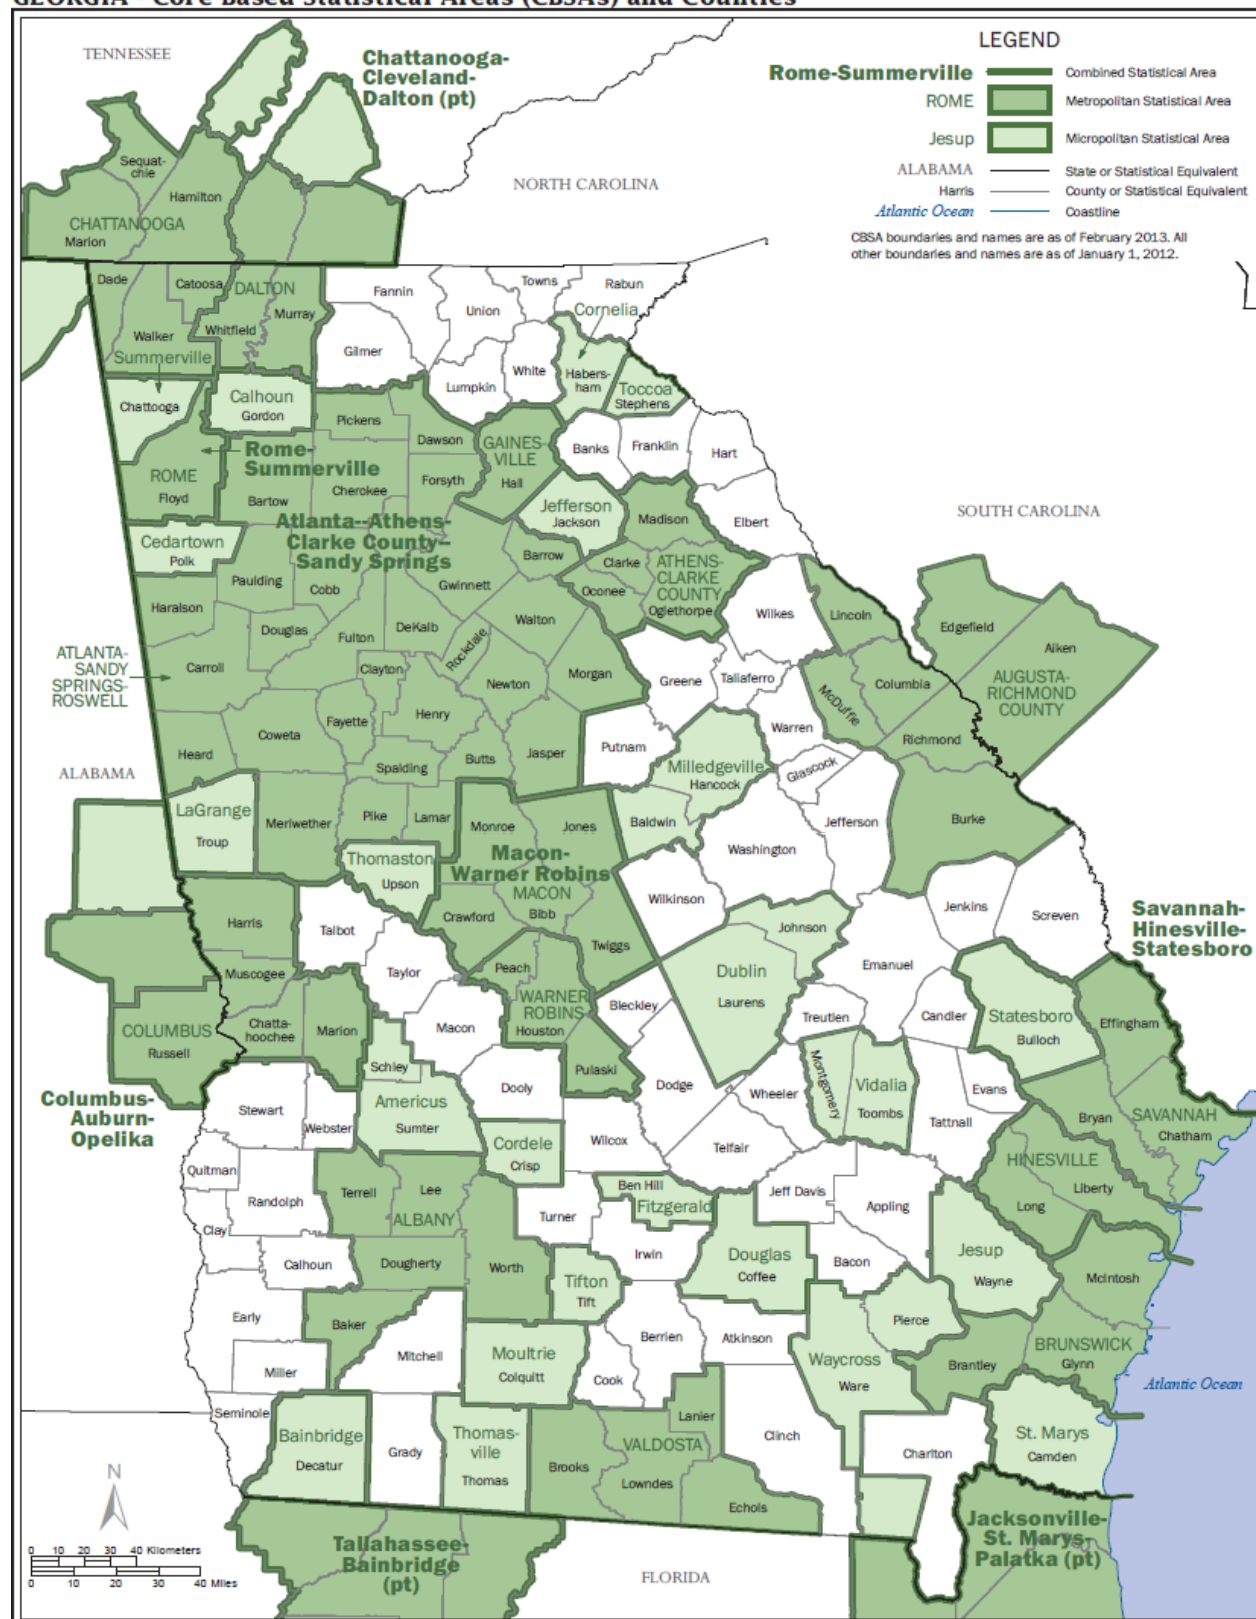 GEORGIA - Core Based Statistical Areas (CBSAs) and Counties
TENNESSEE
Chattanooga-
Cleveland-
Dalton (pt)
LEGEND
Rome-Summerville
Combined Statistical Area
ROME
Metropolitan Statistical Area
Jesup
Micropolitan Statistical Area
ALABAMA
State or Statistical Equivalent
Harris
County or Statistical Equivalent
Atlantic Ocean
Coastline
CBSA boundaries and names are as of February 2013. All
other boundaries and names are as of January 1, 2012.
NORTH CAROLINA
Sequat-
chie
Hamilton
CHATTANOOGA
Marion
Dade
Catoosa
DALTON
Murray
Walker
Whitfield
Summerville
Chattooga
Fannin
Union
Towns
Rabun
Gilmer
Cornelia
Lumpkin
White
Habers-
ham
Toccoa
Stephens
Calhoun
Gordon
Pickens
Dawson
GAINES-
VILLE
Hall
Banks
Franklin
Hart
Rome-
Summerville
ROME
Floyd
Bartow
Cherokee
Forsyth
Jefferson
Jackson
Madison
Elbert
SOUTH CAROLINA
Atlanta--Athens-
Clarke County--
Sandy Springs
Cedartown
Polk
Barrow
Clarke
Oconee
ATHENS-
CLARKE
COUNTY
Oglethorpe
Paulding
Cobb
Gwinnett
Haralson
Douglas
Fulton
DeKalb
Rockdale
Walton
Wilkes
Lincoln
Edgefield
Aiken
ATLANTA-
SANDY
SPRINGS-
ROSWELL
Carroll
Clayton
Newton
Morgan
Greene
Taliaferro
McDuffie
Columbia
AUGUSTA-
RICHMOND
COUNTY
Heard
Coweta
Fayette
Henry
Spalding
Butts
Jasper
Putnam
Warren
Richmond
Milledgeville
Hancock
Glascock
ALABAMA
LaGrange
Troup
Meriwether
Pike
Lamar
Monroe
Jones
Baldwin
Washington
Jefferson
Burke
Thomaston
Upson
Macon-
Warner Robins
MACON
Bibb
Crawford
Twiggs
Wilkinson
Jenkins
Screven
Savannah-
Hinesville-
Statesboro
Harris
Talbot
Muscogee
Taylor
Peach
WARNER
ROBINS
Houston
Johnson
Dublin
Laurens
Emanuel
Bleckley
Treutlen
Candler
Statesboro
Bulloch
Effingham
COLUMBUS
Russell
Chatta-
hoochee
Marion
Macon
Schley
Pulaski
Dooly
Dodge
Wheeler
Montgomery
Vidalia
Toombs
Tattnall
Evans
Bryan
SAVANNAH
Chatham
Columbus-
Auburn-
Opelika
Stewart
Webster
Americus
Sumter
Cordele
Crisp
Wilcox
Telfair
HINESVILLE
Liberty
Long
Quitman
Randolph
Terrell
Lee
ALBANY
Turner
Ben Hill
Fitzgerald
Jeff Davis
Appling
Clay
Calhoun
Dougherty
Worth
Irwin
Tifton
Tift
Douglas
Coffee
Bacon
Jesup
Wayne
McIntosh
Early
Baker
Mitchell
Moultrie
Colquitt
Berrien
Atkinson
Pierce
Miller
Cook
Waycross
Ware
Brantley
BRUNSWICK
Glynn
Atlantic Ocean
Seminole
Bainbridge
Decatur
Grady
Thomas-
ville
Thomas
Brooks
Lanier
VALDOSTA
Lowndes
Echols
Clinch
Charlton
St. Marys
Camden
N
0 10 20 30 40 Kilometers
0 10 20 30 40 Miles
Tallahassee-
Bainbridge
(pt)
FLORIDA
Jacksonville-
St. Marys-
Palatka (pt)